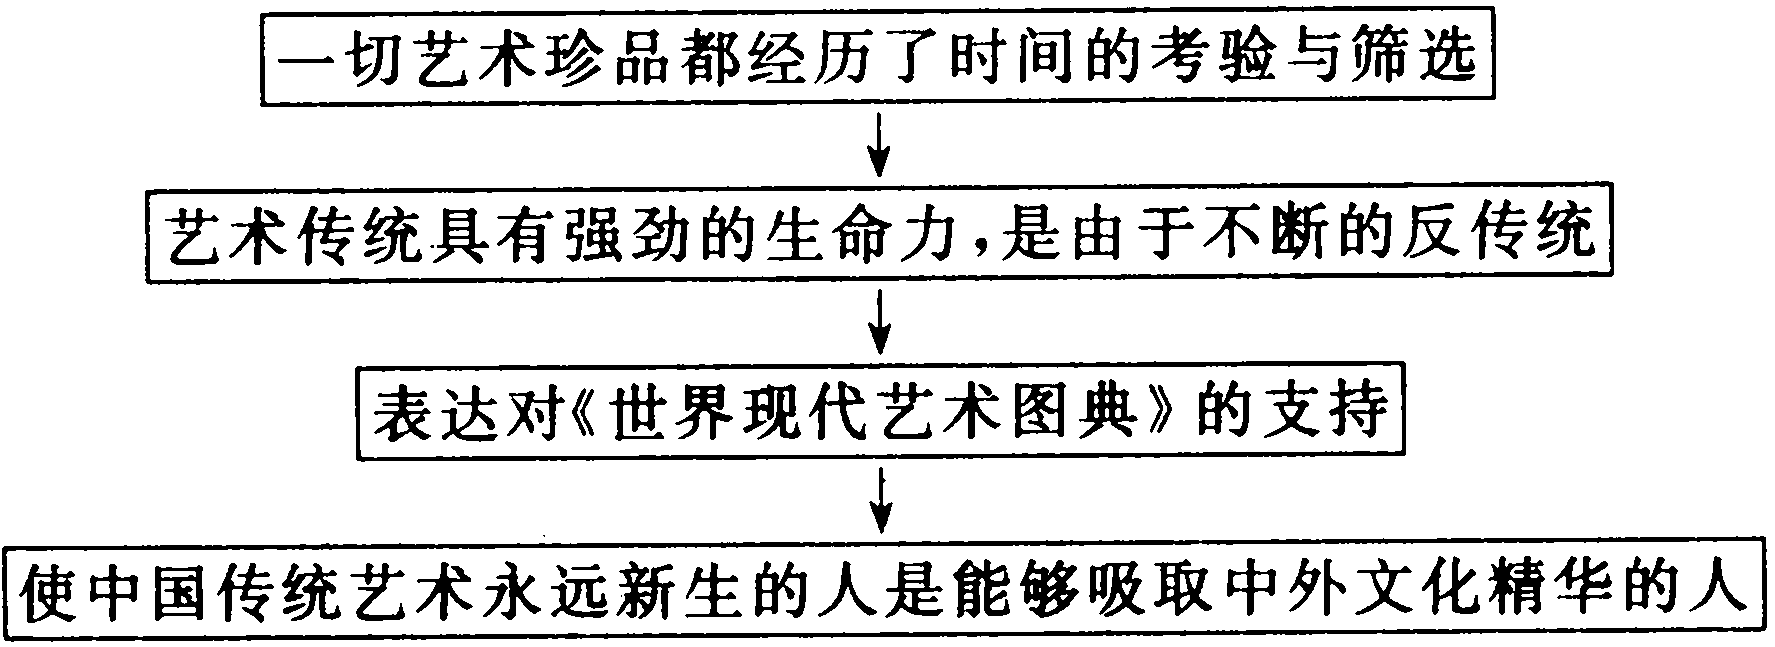 一切艺术珍品都经历了时间的考验与筛选
艺术传统具有强劲的生命力，是由于不断的反传统
表达对《世界现代艺术图典》的支持
使中国传统艺术永远新生的人是能够吸取中外文化精华的人